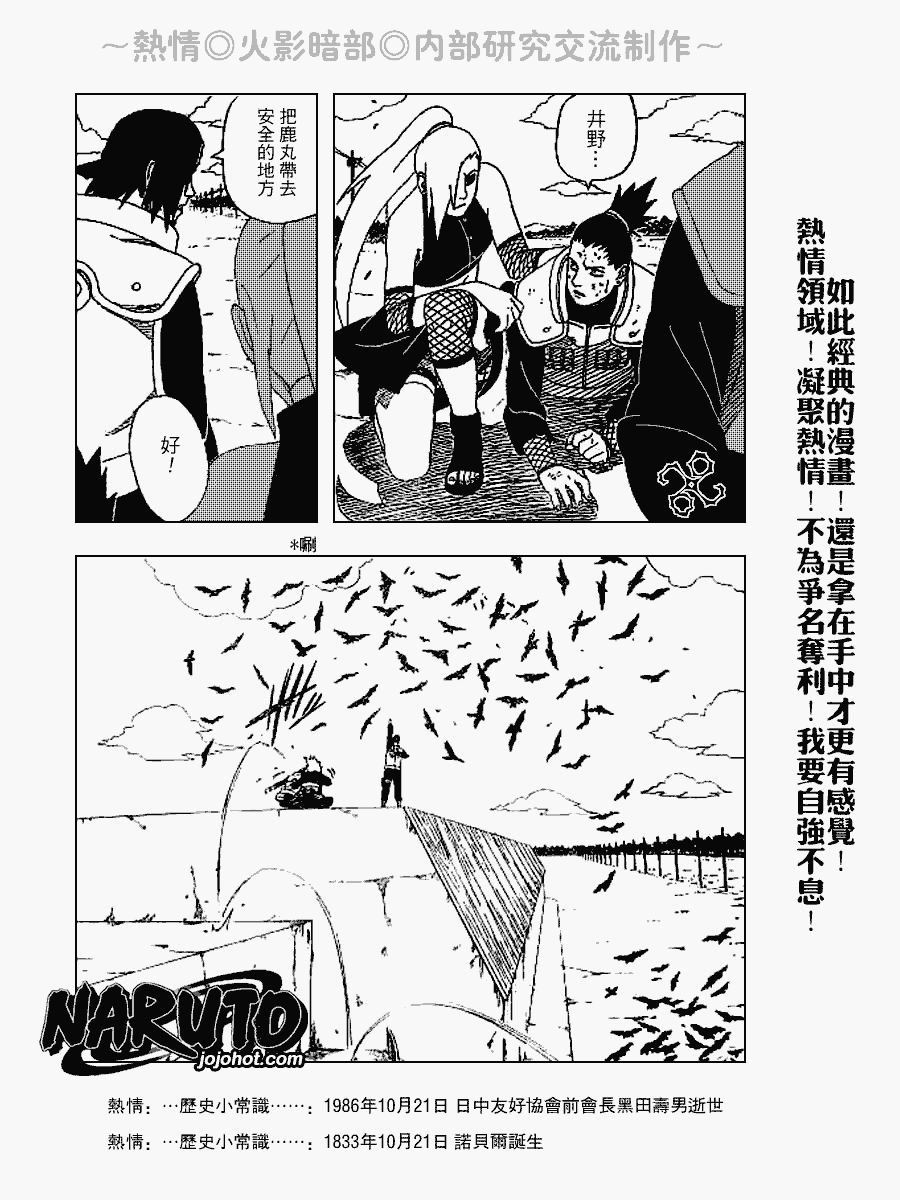 ～熱情◎火影暗部◎内部研究交流制作～
井野…
把鹿丸帶去
安全的地方
好！
*唰
如此經典的漫畫！還是拿在手中才更有感覺！
熱情領域！凝聚熱情！不為爭名奪利！我要自強不息！
NARUTO
jojohot.com
熱情：…歷史小常識……：1986年10月21日 日中友好協會前會長黑田壽男逝世
熱情：…歷史小常識……：1833年10月21日 諾貝爾誕生